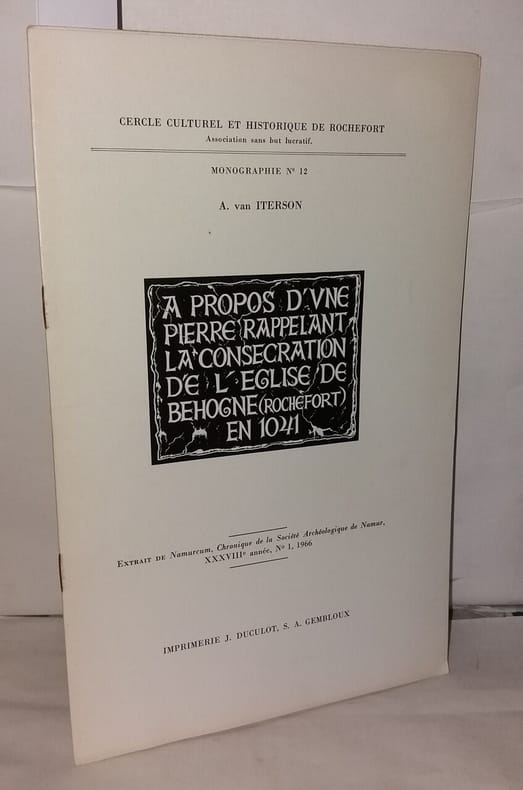 CERCLE CULTUREL ET HISTORIQUE DE ROCHEFORT
Association sans but lucratif.
MONOGRAPHIE Nº 12
A. van ITERSON
A PROPOS D'VNE
PIERRE RAPPELANT
LA CONSECRATION
DE L'EGLISE DE
BEHOGNE (ROCHEFORT)
EN 1041
EXTRAIT DE Namurcum, Chronique de la Société Archéologique de Namur,
XXXVIIIe année, Nº 1, 1966
IMPRIMERIE J. DUCULOT, S. A. GEMBLOUX